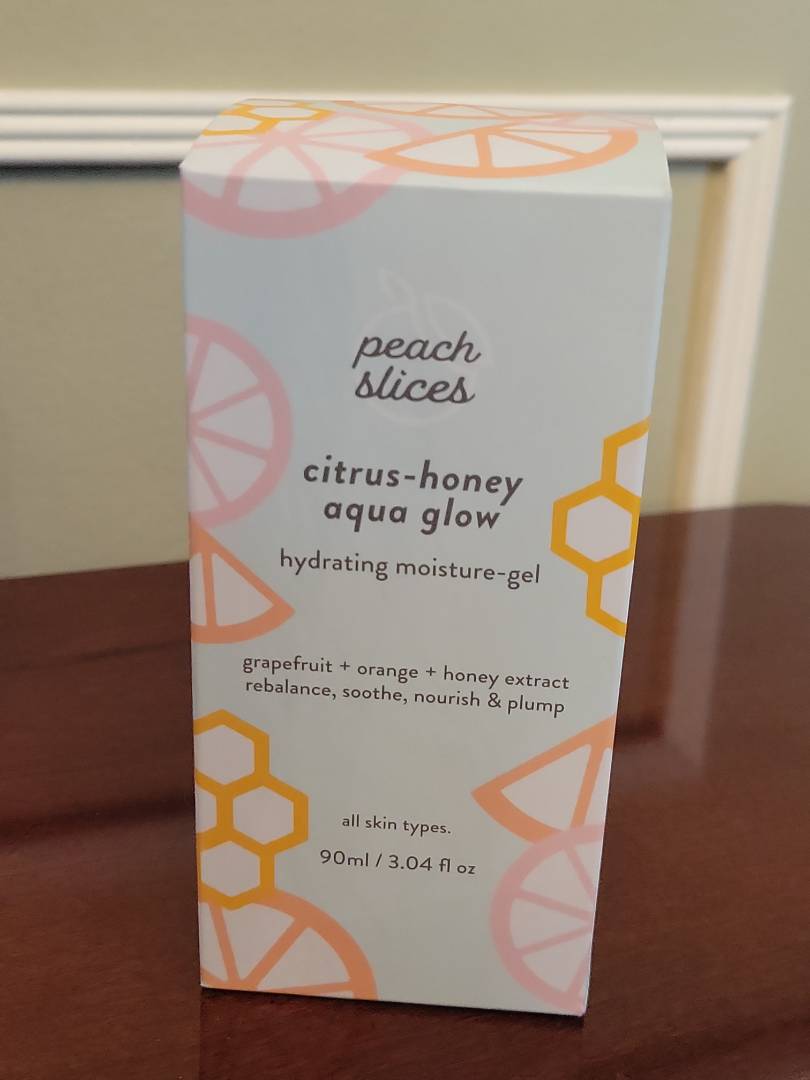 peach
slices
citrus-honey
aqua glow
hydrating moisture-gel
grapefruit + orange + honey extract
rebalance, soothe, nourish & plump
all skin types.
90ml / 3.04 fl oz